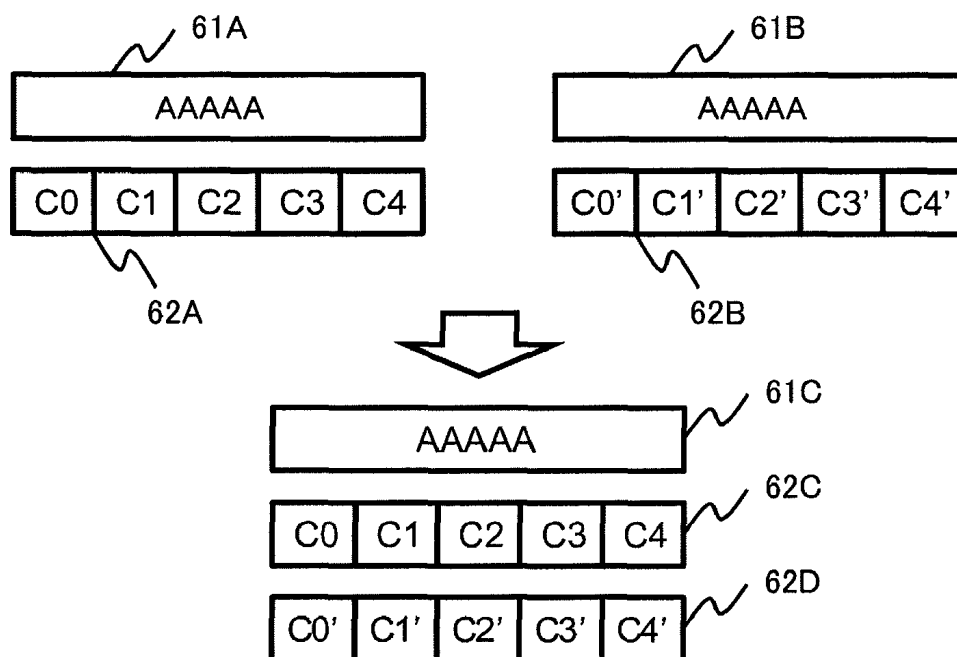 61A 61B
AAAAA AAAAA
C0 C1 C2 C3 C4 C0' C1' C2' C3' C4'
62A 62B
61C
AAAAA
62C
C0 C1 C2 C3 C4
62D
C0' C1' C2' C3' C4'